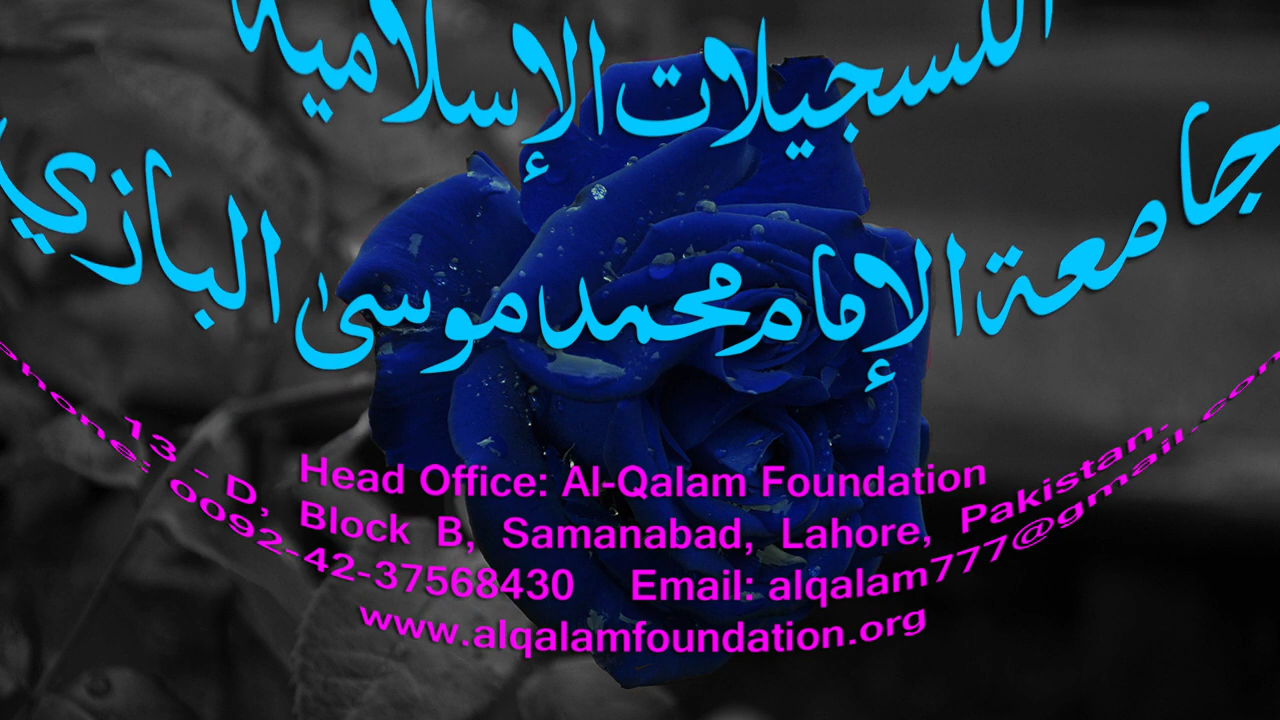 للتسجيلات الإسلامية
جامعة الإمام محمد موسىٰ البازي
Head Office: Al-Qalam Foundation
13 - D, Block B, Samanabad, Lahore, Pakistan.
Phone: 0092-42-37568430 Email: alqalam777@gmail.com
www.alqalamfoundation.org